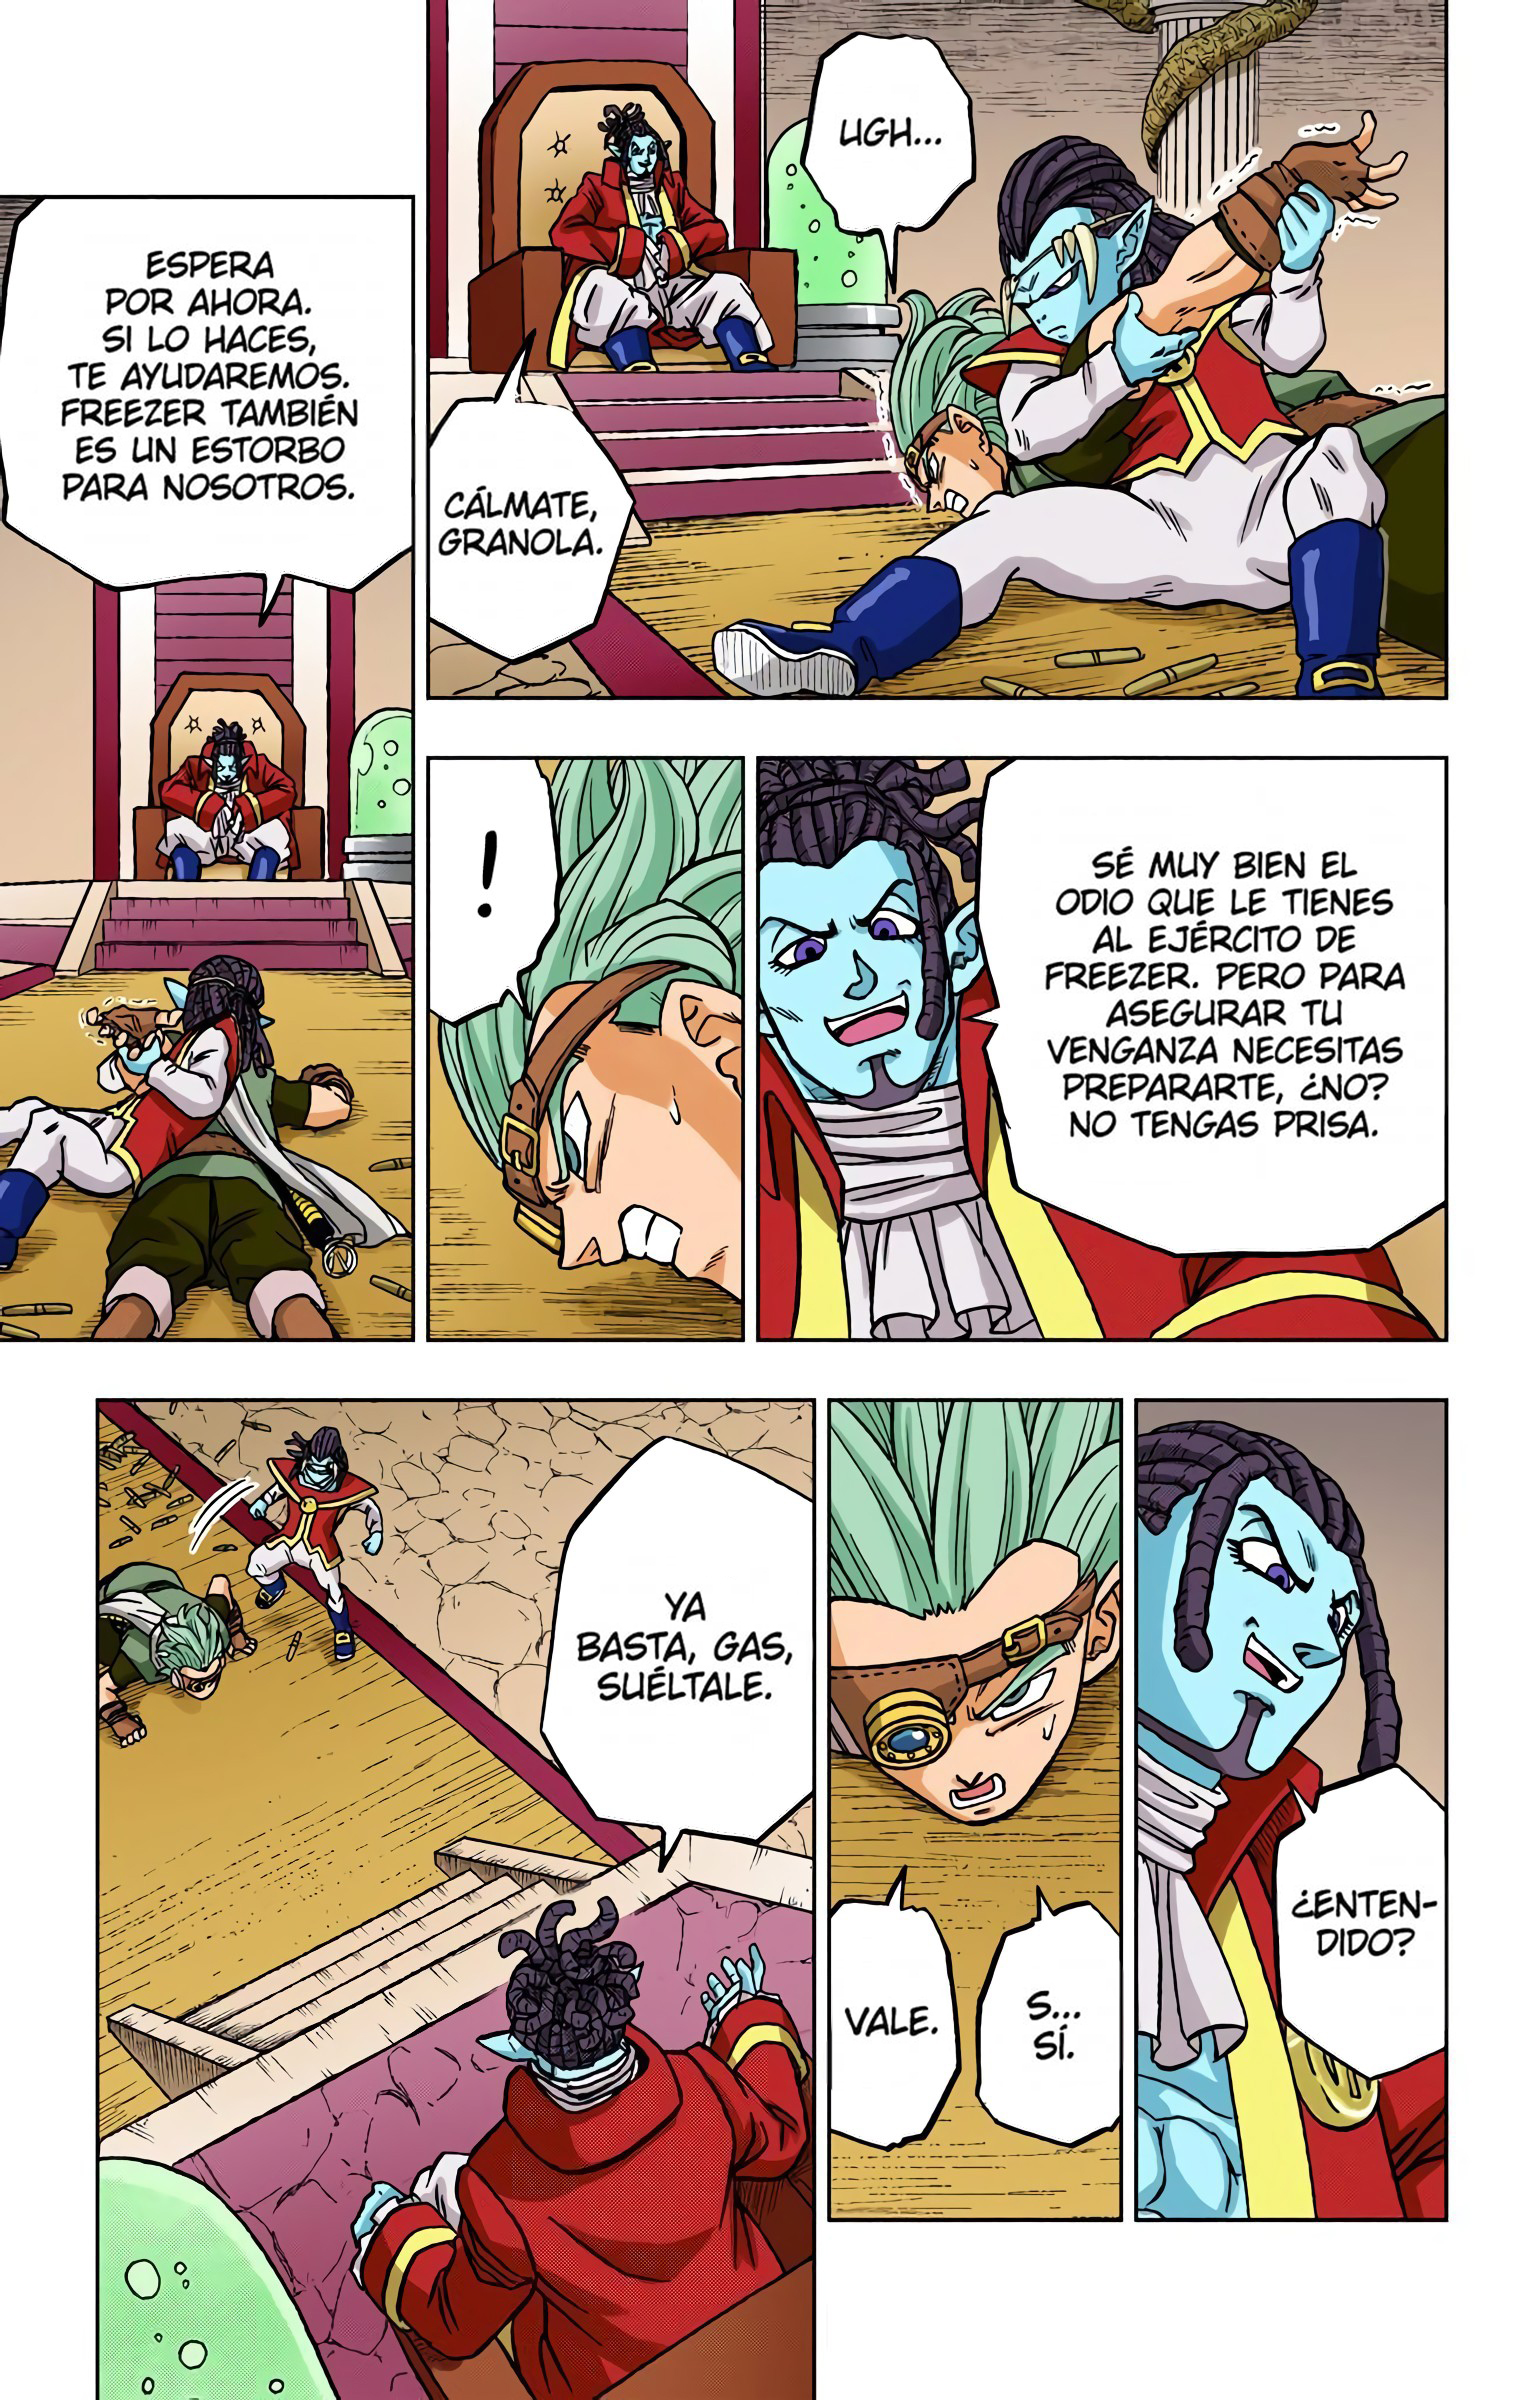 UGH...
CÁLMATE,
GRANOLA.
ESPERA
POR AHORA.
SI LO HACES,
TE AYUDAREMOS.
FREEZER TAMBIÉN
ES UN ESTORBO
PARA NOSOTROS.
SÉ MUY BIEN EL
ODIO QUE LE TIENES
AL EJÉRCITO DE
FREEZER. PERO PARA
ASEGURAR TU
VENGANZA NECESITAS
PREPARARTE, ¿NO?
NO TENGAS PRISA.
!
¿ENTEN-
DIDO?
S...
SÍ.
VALE.
YA
BASTA, GAS,
SUÉLTALE.